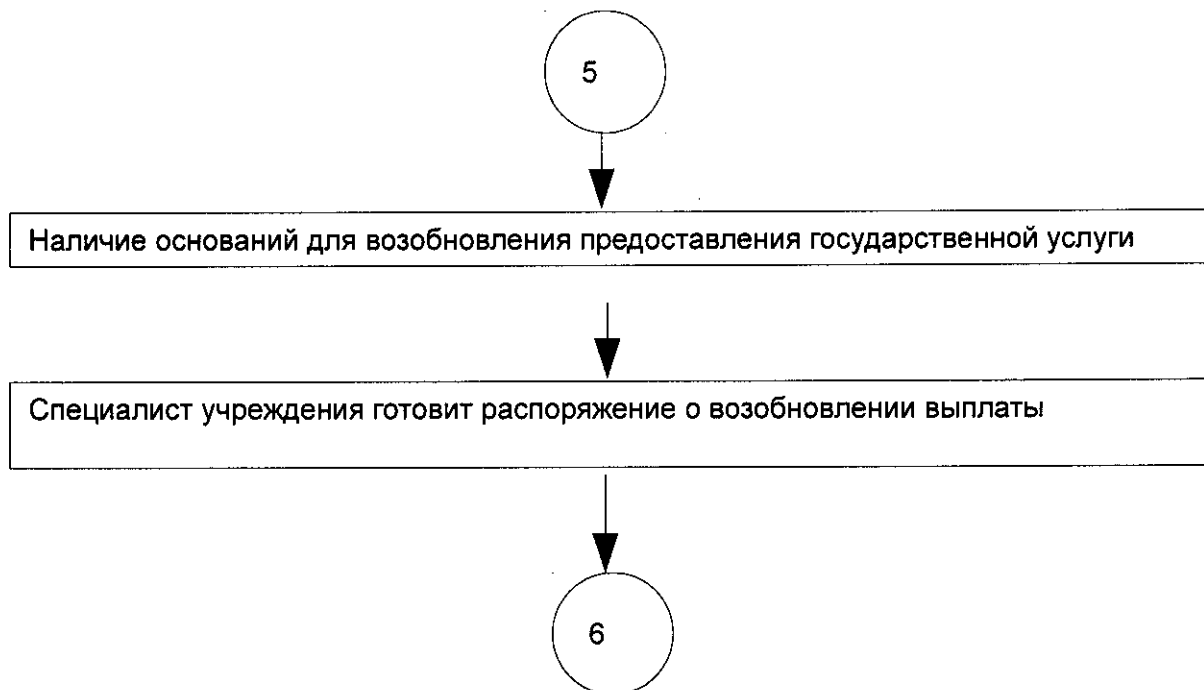 5
Наличие оснований для возобновления предоставления государственной услуги
Специалист учреждения готовит распоряжение о возобновлении выплаты
6